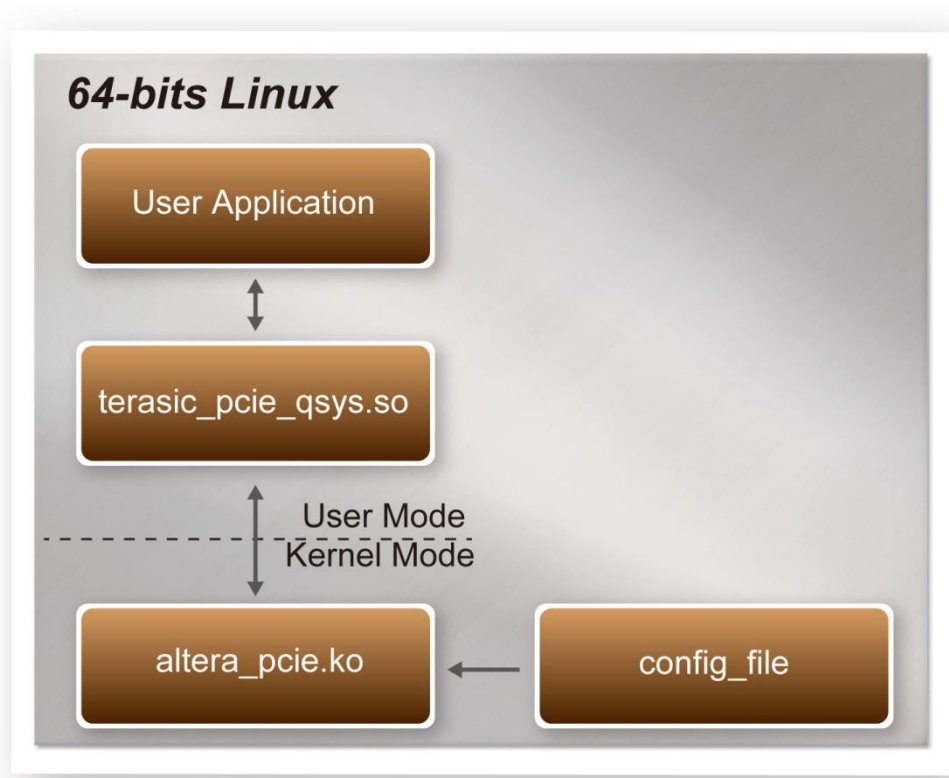 64-bits Linux
User Application
terasic_pcie_qsys.so
User Mode
Kernel Mode
altera_pcie.ko
config_file